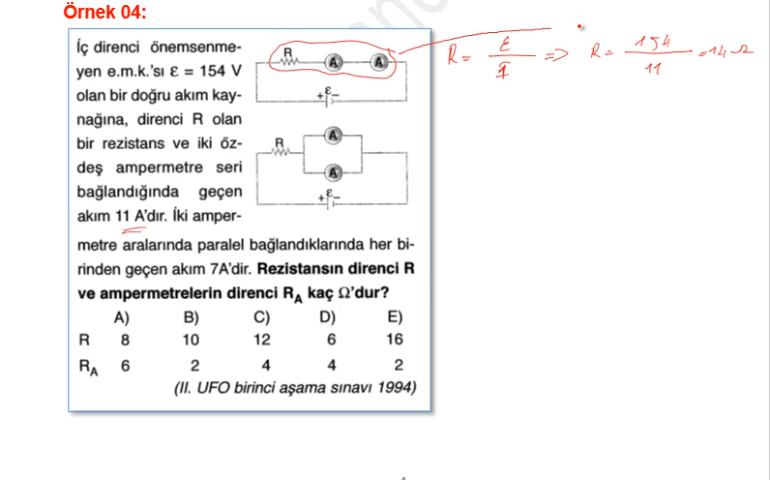 Örnek 04:
İç direnci önemsenme-
yen e.m.k.'sı ε = 154 V
olan bir doğru akım kay-
nağına, direnci R olan
bir rezistans ve iki öz-
deş ampermetre seri
bağlandığında geçen
akım 11 A'dır. İki amper-
metre aralarında paralel bağlandıklarında her bi-
rinden geçen akım 7A'dir. Rezistansın direnci R
ve ampermetrelerin direnci R_A kaç Ω'dur?
R A A
+ε−
A
R
A
+ε−
A) B) C) D) E)
R 8 10 12 6 16
R_A 6 2 4 4 2
(II. UFO birinci aşama sınavı 1994)
R = ε/I ⇒ R = 154/11 = 14 Ω